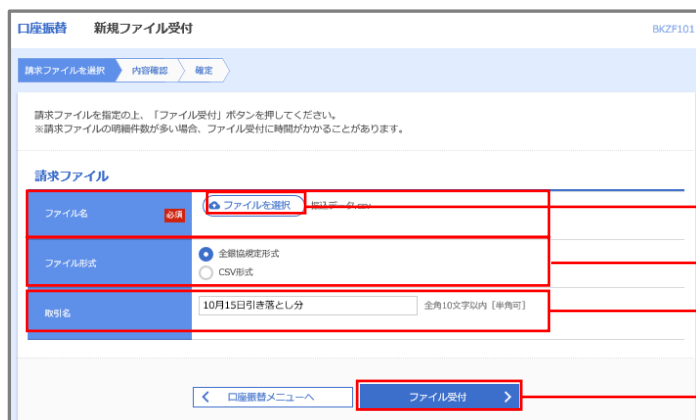 口座振替 新規ファイル受付 BKZF101
請求ファイルを選択 内容確認 確定
請求ファイルを指定の上、「ファイル受付」ボタンを押してください。
※請求ファイルの明細件数が多い場合、ファイル受付に時間がかかることがあります。
請求ファイル
ファイル名 必須 ファイルを選択 振込データ.csv
ファイル形式 全銀協規定形式
CSV形式
取引名 10月15日引き落とし分 全角10文字以内［半角可］
口座振替メニューへ ファイル受付